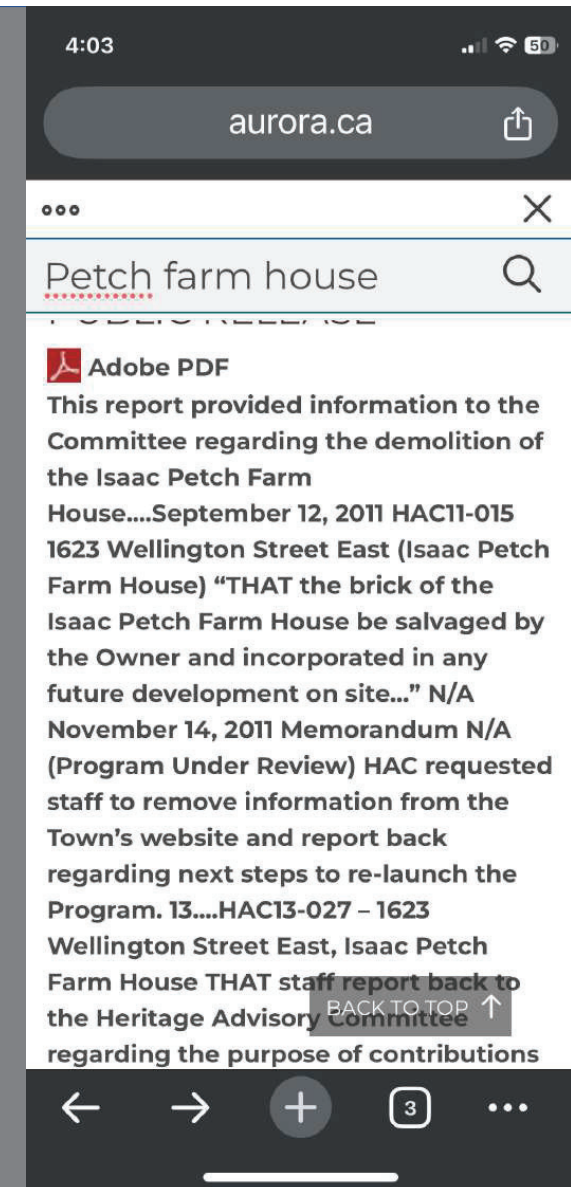 4:03
50
aurora.ca
Petch farm house
PUBLIC RELEASE
Adobe PDF
This report provided information to the
Committee regarding the demolition of
the Isaac Petch Farm
House....September 12, 2011 HAC11-015
1623 Wellington Street East (Isaac Petch
Farm House) “THAT the brick of the
Isaac Petch Farm House be salvaged by
the Owner and incorporated in any
future development on site...” N/A
November 14, 2011 Memorandum N/A
(Program Under Review) HAC requested
staff to remove information from the
Town’s website and report back
regarding next steps to re-launch the
Program. 13....HAC13-027 – 1623
Wellington Street East, Isaac Petch
Farm House THAT staff report back to
the Heritage Advisory Committee
BACK TO TOP ↑
regarding the purpose of contributions
3